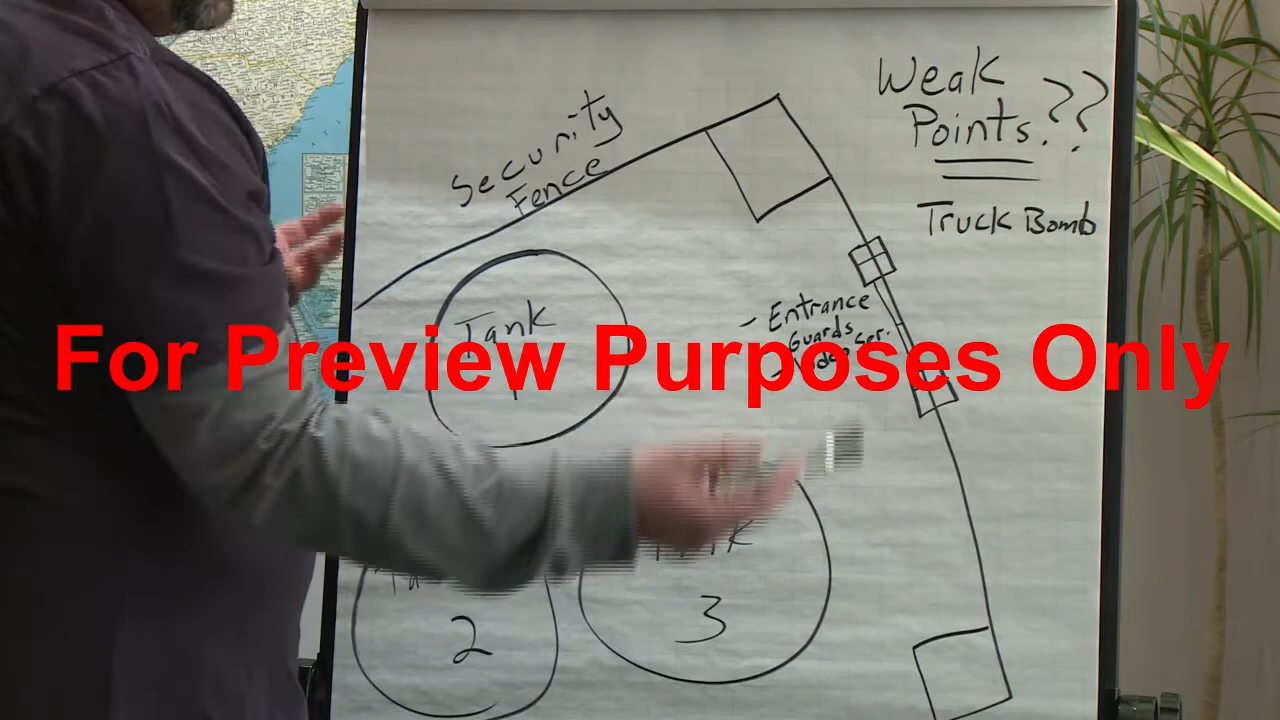 Weak
Points.??
Truck Bomb
Security
Fence
Tank
Entrance
Guards
For Preview Purposes Only
2
3